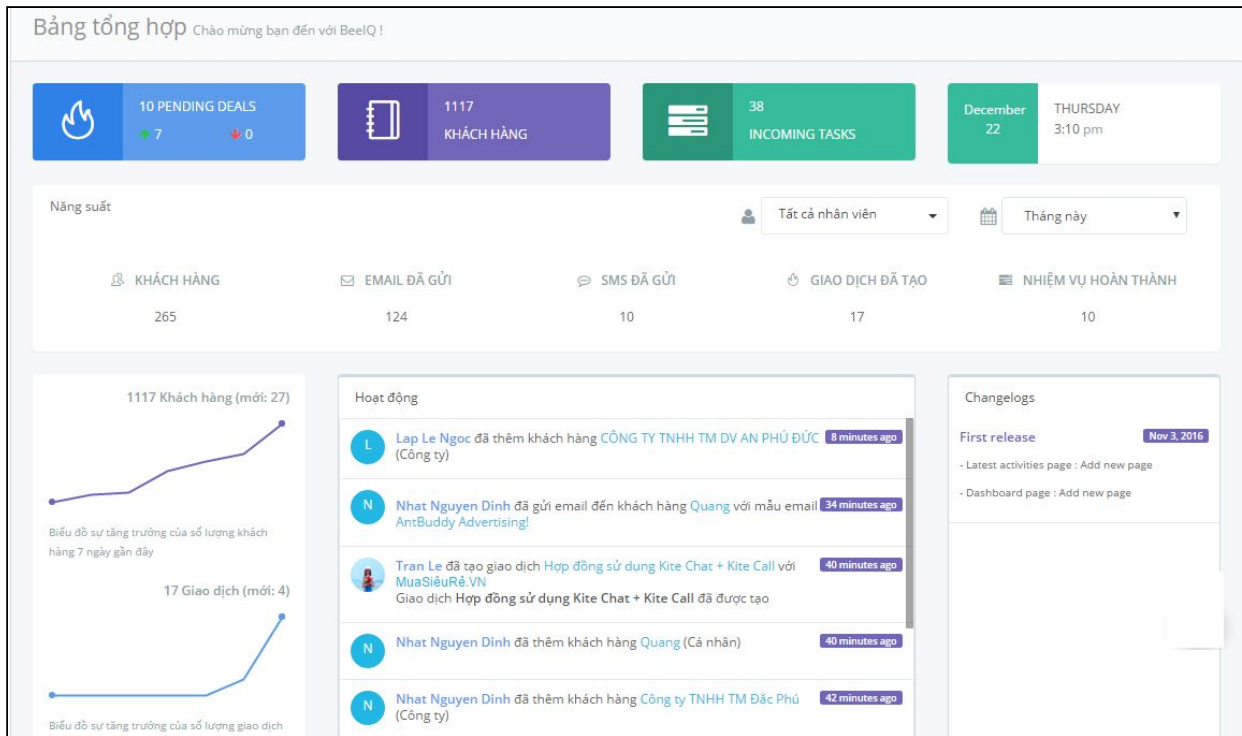 Bảng tổng hợp Chào mừng bạn đến với BeeIQ !
10 PENDING DEALS
7 0
1117
KHÁCH HÀNG
38
INCOMING TASKS
December
22
THURSDAY
3:10 pm
Năng suất
Tất cả nhân viên
Tháng này
KHÁCH HÀNG
265
EMAIL ĐÃ GỬI
124
SMS ĐÃ GỬI
10
GIAO DỊCH ĐÃ TẠO
17
NHIỆM VỤ HOÀN THÀNH
10
1117 Khách hàng (mới: 27)
Biểu đồ sự tăng trưởng của số lượng khách
hàng 7 ngày gần đây
17 Giao dịch (mới: 4)
Biểu đồ sự tăng trưởng của số lượng giao dịch
Hoạt động
L
Lap Le Ngoc đã thêm khách hàng CÔNG TY TNHH TM DV AN PHÚ ĐỨC 8 minutes ago
(Công ty)
N
Nhat Nguyen Dinh đã gửi email đến khách hàng Quang với mẫu email 34 minutes ago
AntBuddy Advertising!
Tran Le đã tạo giao dịch Hợp đồng sử dụng Kite Chat + Kite Call với 40 minutes ago
MuaSiêuRẻ.VN
Giao dịch Hợp đồng sử dụng Kite Chat + Kite Call đã được tạo
N
Nhat Nguyen Dinh đã thêm khách hàng Quang (Cá nhân) 40 minutes ago
N
Nhat Nguyen Dinh đã thêm khách hàng Công ty TNHH TM Đắc Phú 42 minutes ago
(Công ty)
Changelogs
First release Nov 3, 2016
- Latest activities page : Add new page
- Dashboard page : Add new page